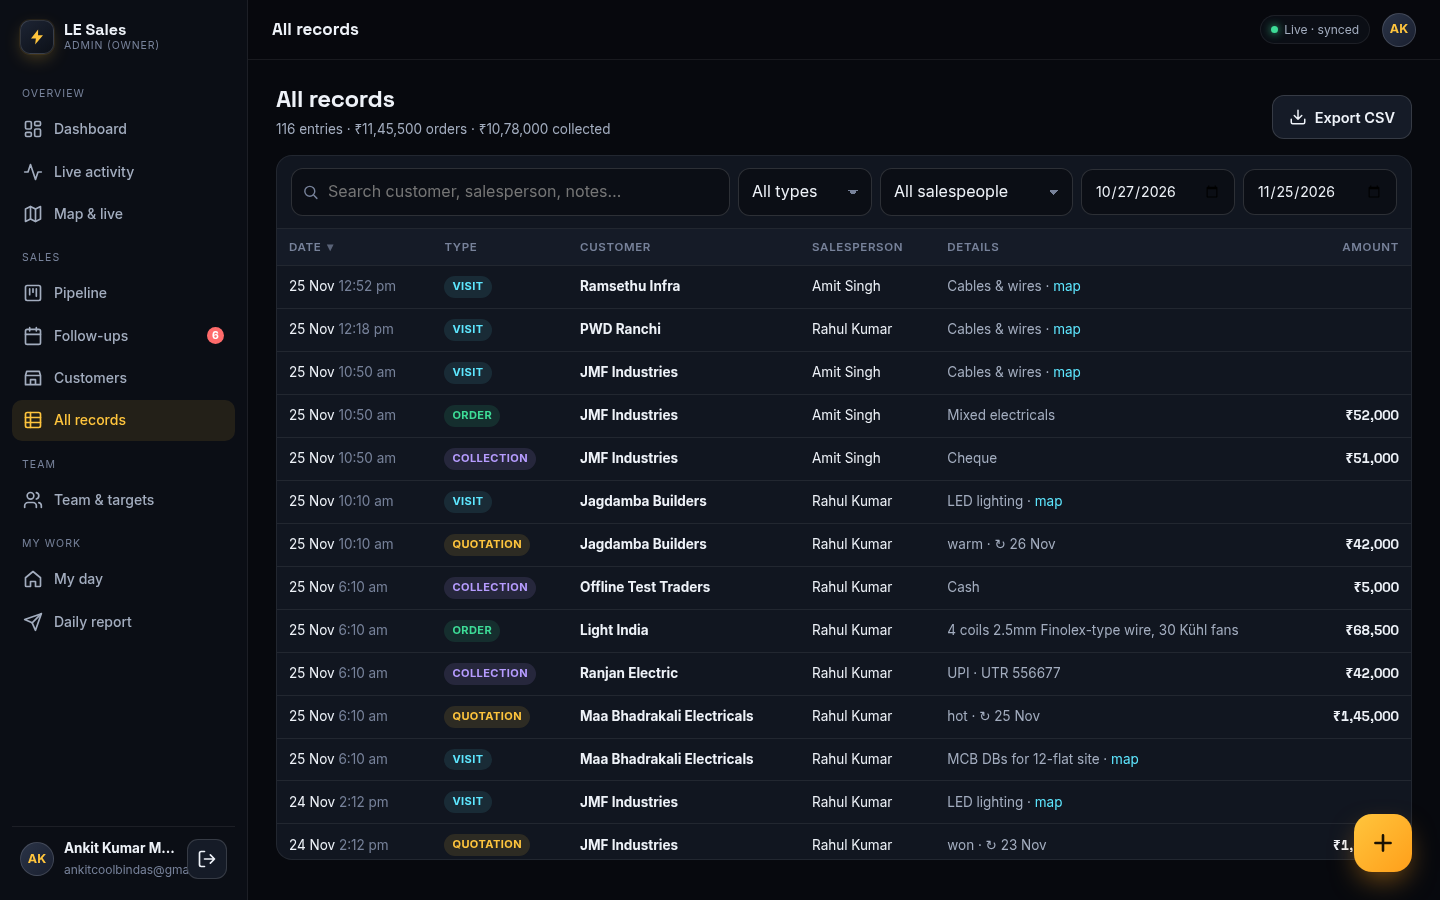 LE Sales
ADMIN (OWNER)
OVERVIEW
Dashboard
Live activity
Map & live
SALES
Pipeline
Follow-ups 6
Customers
All records
TEAM
Team & targets
MY WORK
My day
Daily report
AK Ankit Kumar M...
ankitcoolbindas@gma
All records
Live · synced AK
All records
116 entries · ₹11,45,500 orders · ₹10,78,000 collected
Export CSV
Search customer, salesperson, notes... All types All salespeople 10/27/2026 11/25/2026
DATE ▼ TYPE CUSTOMER SALESPERSON DETAILS AMOUNT
25 Nov 12:52 pm VISIT Ramsethu Infra Amit Singh Cables & wires · map
25 Nov 12:18 pm VISIT PWD Ranchi Rahul Kumar Cables & wires · map
25 Nov 10:50 am VISIT JMF Industries Amit Singh Cables & wires · map
25 Nov 10:50 am ORDER JMF Industries Amit Singh Mixed electricals ₹52,000
25 Nov 10:50 am COLLECTION JMF Industries Amit Singh Cheque ₹51,000
25 Nov 10:10 am VISIT Jagdamba Builders Rahul Kumar LED lighting · map
25 Nov 10:10 am QUOTATION Jagdamba Builders Rahul Kumar warm · ↻ 26 Nov ₹42,000
25 Nov 6:10 am COLLECTION Offline Test Traders Rahul Kumar Cash ₹5,000
25 Nov 6:10 am ORDER Light India Rahul Kumar 4 coils 2.5mm Finolex-type wire, 30 Kühl fans ₹68,500
25 Nov 6:10 am COLLECTION Ranjan Electric Rahul Kumar UPI · UTR 556677 ₹42,000
25 Nov 6:10 am QUOTATION Maa Bhadrakali Electricals Rahul Kumar hot · ↻ 25 Nov ₹1,45,000
25 Nov 6:10 am VISIT Maa Bhadrakali Electricals Rahul Kumar MCB DBs for 12-flat site · map
24 Nov 2:12 pm VISIT JMF Industries Rahul Kumar LED lighting · map
24 Nov 2:12 pm QUOTATION JMF Industries Rahul Kumar won · ↻ 23 Nov ₹1,